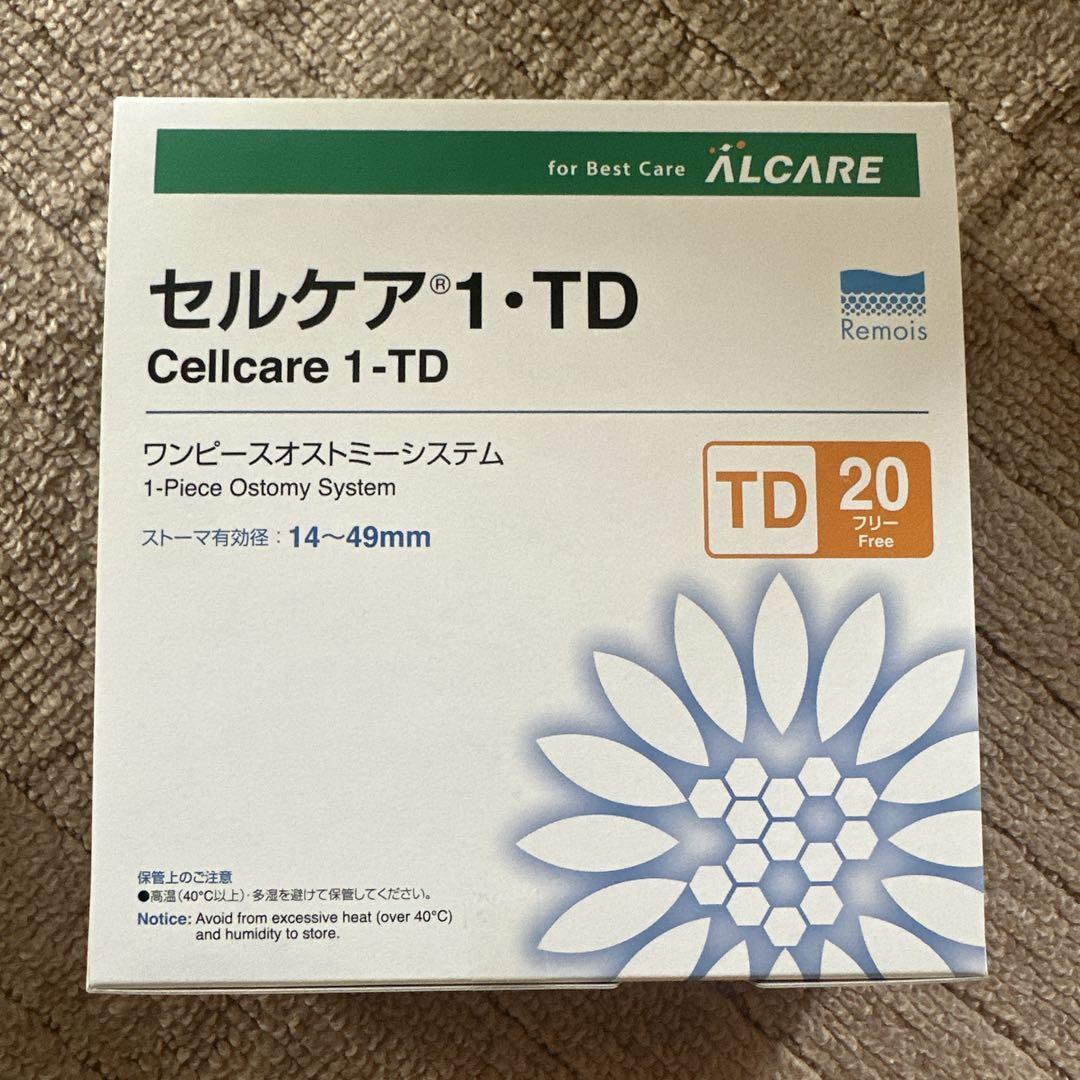 for Best Care ALCARE
セルケア®1・TD
Cellcare 1-TD
Remois
ワンピースオストミーシステム
1-Piece Ostomy System
ストーマ有効径：14〜49mm
TD
20
フリー
Free
保管上のご注意
●高温(40°C以上)・多湿を避けて保管してください。
Notice: Avoid from excessive heat (over 40°C)
and humidity to store.